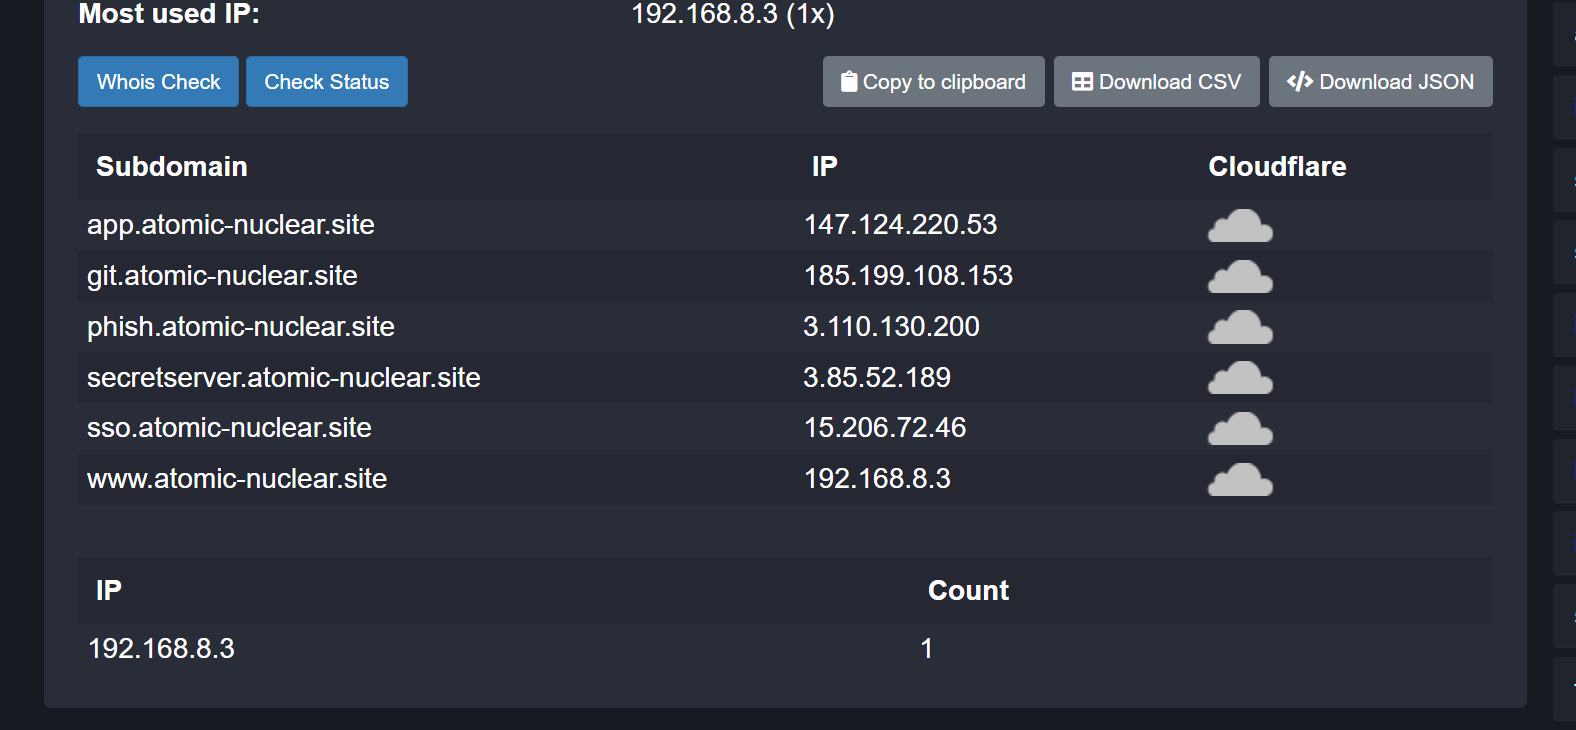 Most used IP: 192.168.8.3 (1x)
Whois Check Check Status Copy to clipboard Download CSV Download JSON
Subdomain IP Cloudflare
app.atomic-nuclear.site 147.124.220.53
git.atomic-nuclear.site 185.199.108.153
phish.atomic-nuclear.site 3.110.130.200
secretserver.atomic-nuclear.site 3.85.52.189
sso.atomic-nuclear.site 15.206.72.46
www.atomic-nuclear.site 192.168.8.3
IP Count
192.168.8.3 1